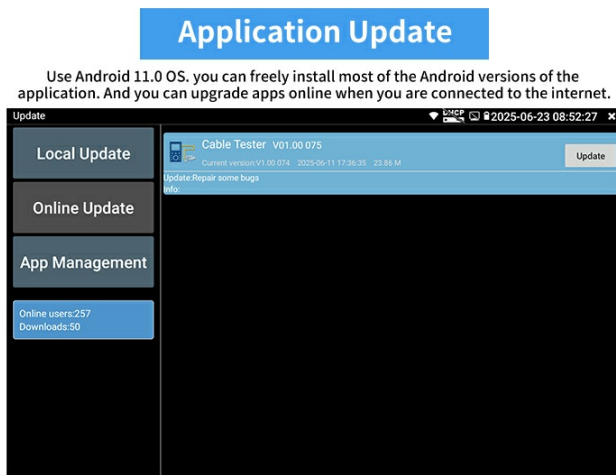 Application Update
Use Android 11.0 OS. you can freely install most of the Android versions of the
application. And you can upgrade apps online when you are connected to the internet.
Update
DHCP
2025-06-23 08:52:27
Local Update
Online Update
App Management
Online users:257
Downloads:50
Cable Tester V01.00 075
Current version:V1.00 074 2025-06-11 17:36:35 23.86 M
Update
Update:Repair some bugs
Info: